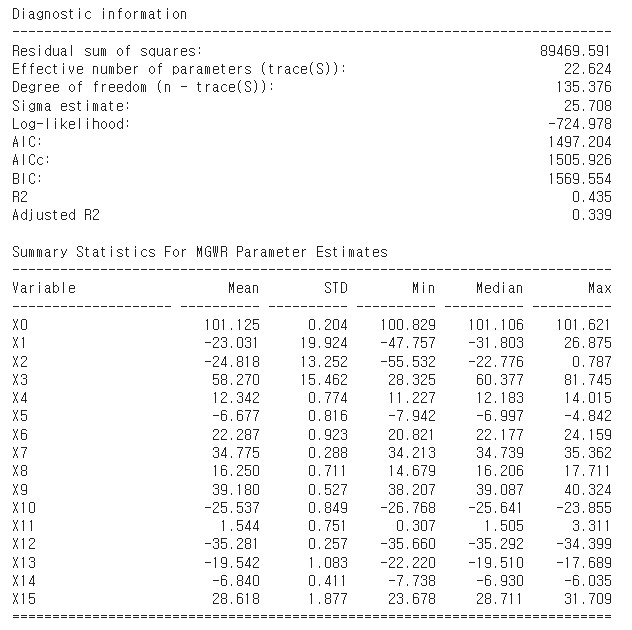 Diagnostic information
---------------------------------------------------------------------------
Residual sum of squares: 89469.591
Effective number of parameters (trace(S)): 22.624
Degree of freedom (n - trace(S)): 135.376
Sigma estimate: 25.708
Log-likelihood: -724.978
AIC: 1497.204
AICc: 1505.926
BIC: 1569.554
R2 0.435
Adjusted R2 0.339
Summary Statistics For MGWR Parameter Estimates
---------------------------------------------------------------------------
Variable Mean STD Min Median Max
-------------------- ---------- ---------- ---------- ---------- ----------
X0 101.125 0.204 100.829 101.106 101.621
X1 -23.031 19.924 -47.757 -31.803 26.875
X2 -24.818 13.252 -55.532 -22.776 0.787
X3 58.270 15.462 28.325 60.377 81.745
X4 12.342 0.774 11.227 12.183 14.015
X5 -6.677 0.816 -7.942 -6.997 -4.842
X6 22.287 0.923 20.821 22.177 24.159
X7 34.775 0.288 34.213 34.739 35.362
X8 16.250 0.711 14.679 16.206 17.711
X9 39.180 0.527 38.207 39.087 40.324
X10 -25.537 0.849 -26.768 -25.641 -23.855
X11 1.544 0.751 0.307 1.505 3.311
X12 -35.281 0.257 -35.660 -35.292 -34.399
X13 -19.542 1.083 -22.220 -19.510 -17.689
X14 -6.840 0.411 -7.738 -6.930 -6.035
X15 28.618 1.877 23.678 28.711 31.709
===========================================================================